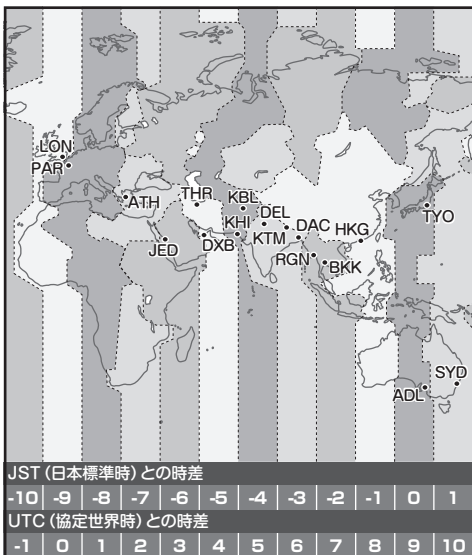 LON
PAR
ATH
THR
KBL
DEL
DAC
TYO
KHI
HKG
JED
DXB
KTM
RGN
BKK
SYD
ADL
JST（日本標準時）との時差
-10 -9 -8 -7 -6 -5 -4 -3 -2 -1 0 1
UTC（協定世界時）との時差
-1 0 1 2 3 4 5 6 7 8 9 10